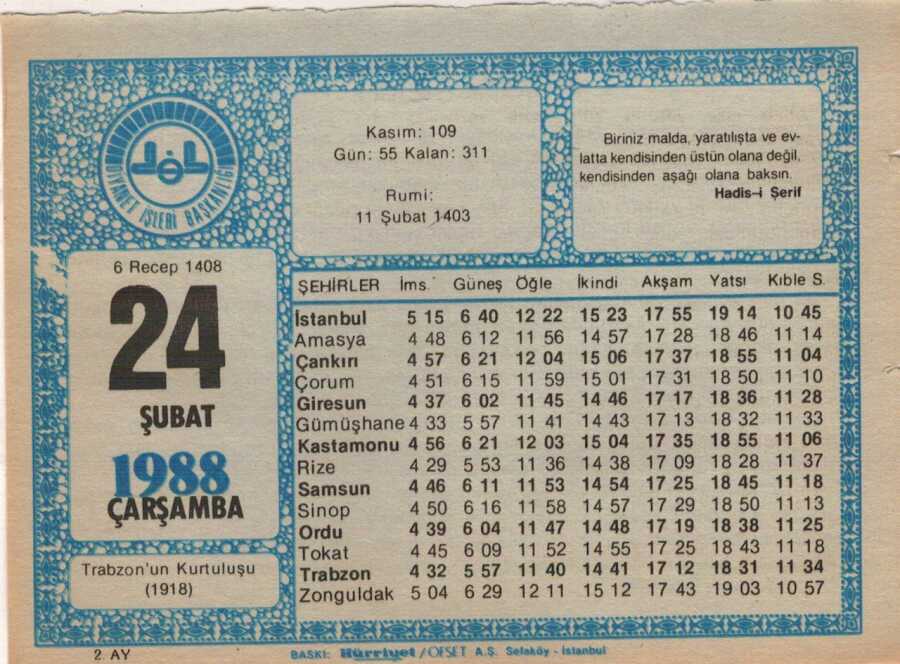 DİYANET İŞLERİ BAŞKANLIĞI
Kasım: 109
Gün: 55 Kalan: 311
Rumi:
11 Şubat 1403
Biriniz malda, yaratılışta ve ev-
latta kendisinden üstün olana değil,
kendisinden aşağı olana baksın.
Hadis-i Şerif
6 Recep 1408
24
ŞUBAT
1988
ÇARŞAMBA
Trabzon'un Kurtuluşu
(1918)
ŞEHİRLER İms. Güneş Öğle İkindi Akşam Yatsı Kıble S.
İstanbul 5 15 6 40 12 22 15 23 17 55 19 14 10 45
Amasya 4 48 6 12 11 56 14 57 17 28 18 46 11 14
Çankırı 4 57 6 21 12 04 15 06 17 37 18 55 11 04
Çorum 4 51 6 15 11 59 15 01 17 31 18 50 11 10
Giresun 4 37 6 02 11 45 14 46 17 17 18 36 11 28
Gümüşhane 4 33 5 57 11 41 14 43 17 13 18 32 11 33
Kastamonu 4 56 6 21 12 03 15 04 17 35 18 55 11 06
Rize 4 29 5 53 11 36 14 38 17 09 18 28 11 37
Samsun 4 46 6 11 11 53 14 54 17 25 18 45 11 18
Sinop 4 50 6 16 11 58 14 57 17 29 18 50 11 13
Ordu 4 39 6 04 11 47 14 48 17 19 18 38 11 25
Tokat 4 45 6 09 11 52 14 55 17 25 18 43 11 18
Trabzon 4 32 5 57 11 40 14 41 17 12 18 31 11 34
Zonguldak 5 04 6 29 12 11 15 12 17 43 19 03 10 57
2. AY
BASKI: Hürriyet / OFSET A.Ş. Sefaköy - İstanbul